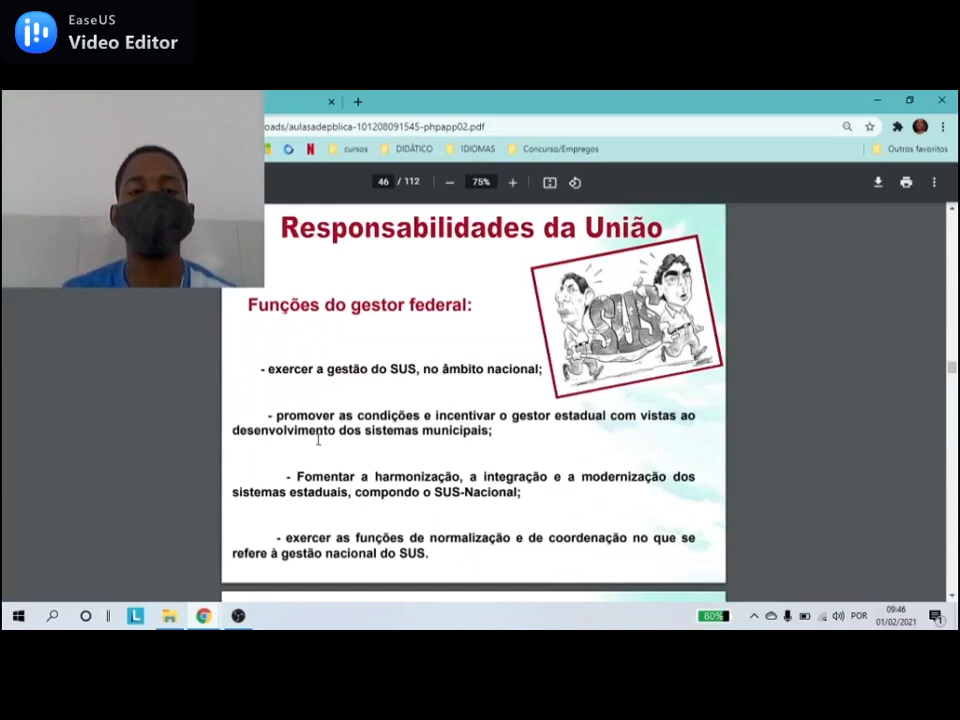 EaseUS
Video Editor
oads/aulasadepblica-101208091545-phpapp02.pdf
N
cursos
DIDÁTICO
IDIOMAS
Concurso/Empregos
Outros favoritos
46 / 112
75%
Responsabilidades da União
SUS
Funções do gestor federal:
- exercer a gestão do SUS, no âmbito nacional;
- promover as condições e incentivar o gestor estadual com vistas ao
desenvolvimento dos sistemas municipais;
- Fomentar a harmonização, a integração e a modernização dos
sistemas estaduais, compondo o SUS-Nacional;
- exercer as funções de normalização e de coordenação no que se
refere à gestão nacional do SUS.
L
80%
POR
09:46
01/02/2021
1